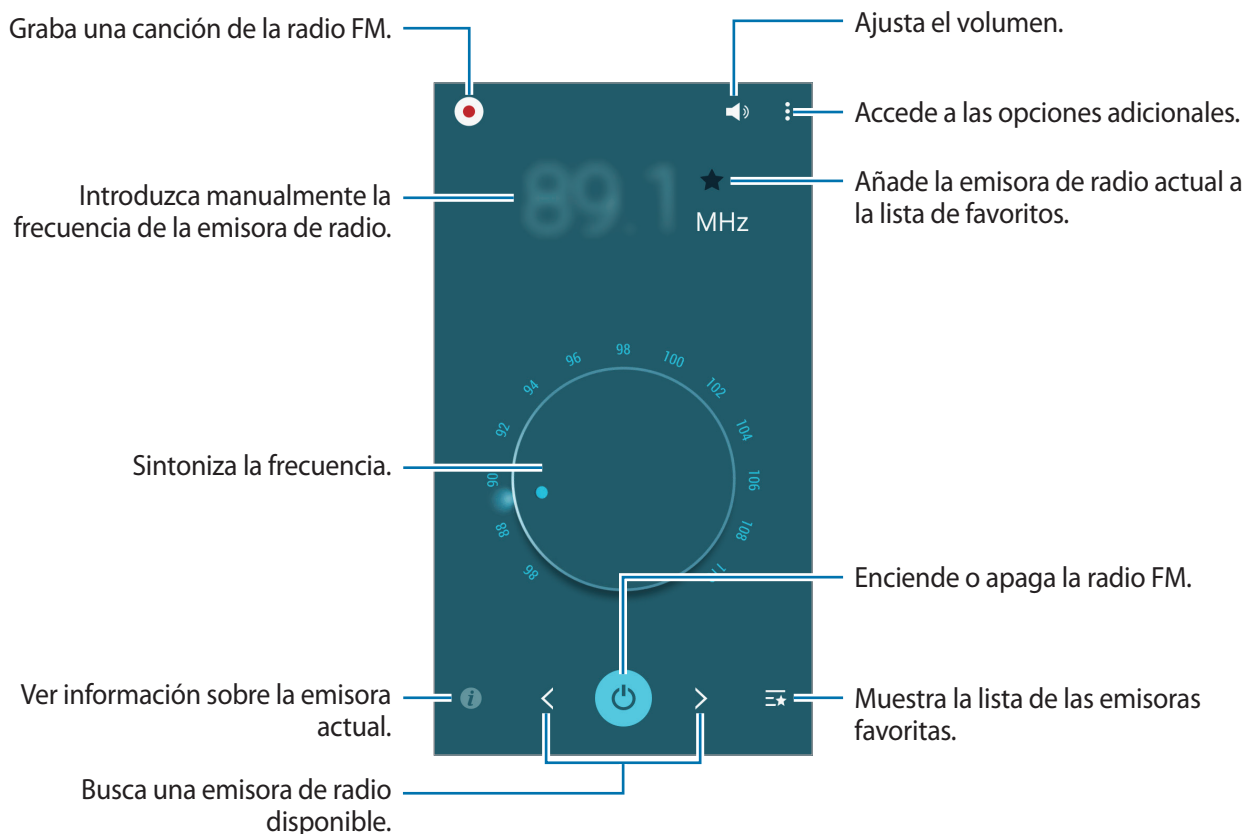 Graba una canción de la radio FM.
Ajusta el volumen.
Accede a las opciones adicionales.
Introduzca manualmente la
frecuencia de la emisora de radio.
89.1
MHz
Añade la emisora de radio actual a
la lista de favoritos.
86
88
90
92
94
96
98
100
102
104
106
108
Sintoniza la frecuencia.
Enciende o apaga la radio FM.
Ver información sobre la emisora
actual.
i
Muestra la lista de las emisoras
favoritas.
Busca una emisora de radio
disponible.